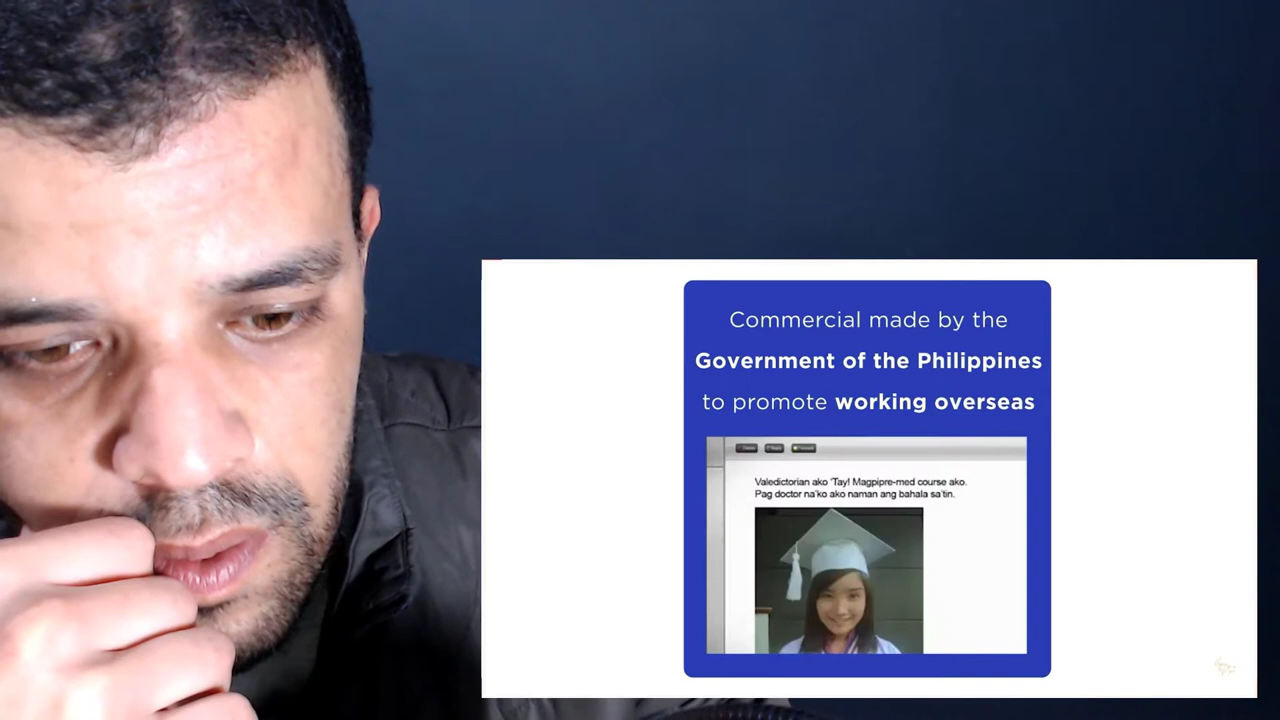 Commercial made by the
Government of the Philippines
to promote working overseas
Valedictorian ako 'Tay! Magpipre-med course ako.
Pag doctor na'ko ako naman ang bahala sa'tin.